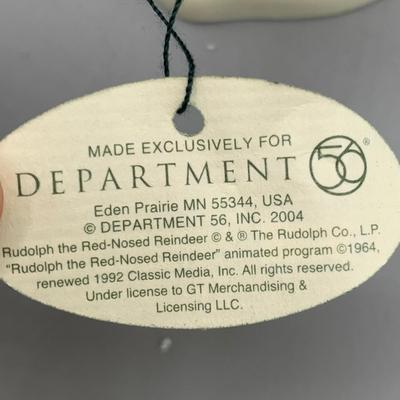 MADE EXCLUSIVELY FOR
DEPARTMENT 56®
Eden Prairie MN 55344, USA
© DEPARTMENT 56, INC. 2004
Rudolph the Red-Nosed Reindeer © & ® The Rudolph Co., L.P.
"Rudolph the Red-Nosed Reindeer" animated program ©1964,
renewed 1992 Classic Media, Inc. All rights reserved.
Under license to GT Merchandising &
Licensing LLC.